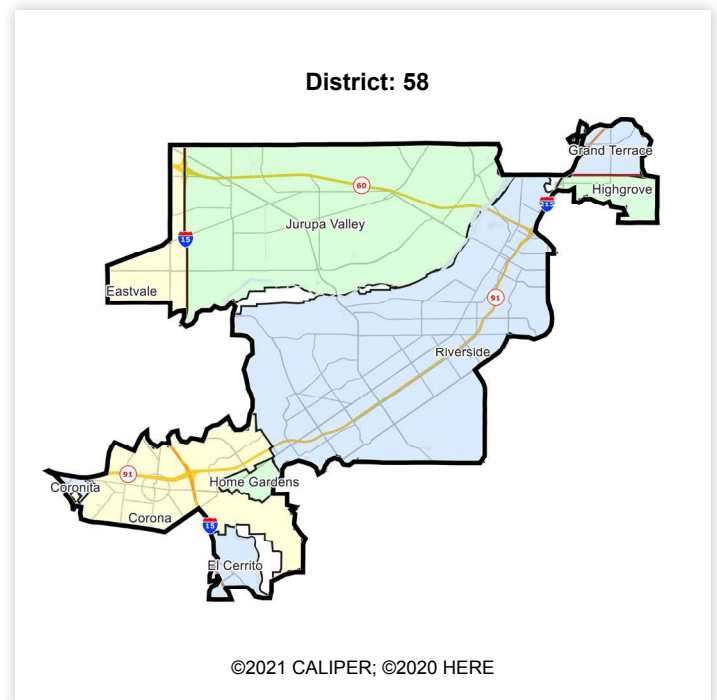 District: 58
Grand Terrace
60
Highgrove
215
Jurupa Valley
15
Eastvale
91
Riverside
91
Home Gardens
Coronita
Corona
15
El Cerrito
©2021 CALIPER; ©2020 HERE